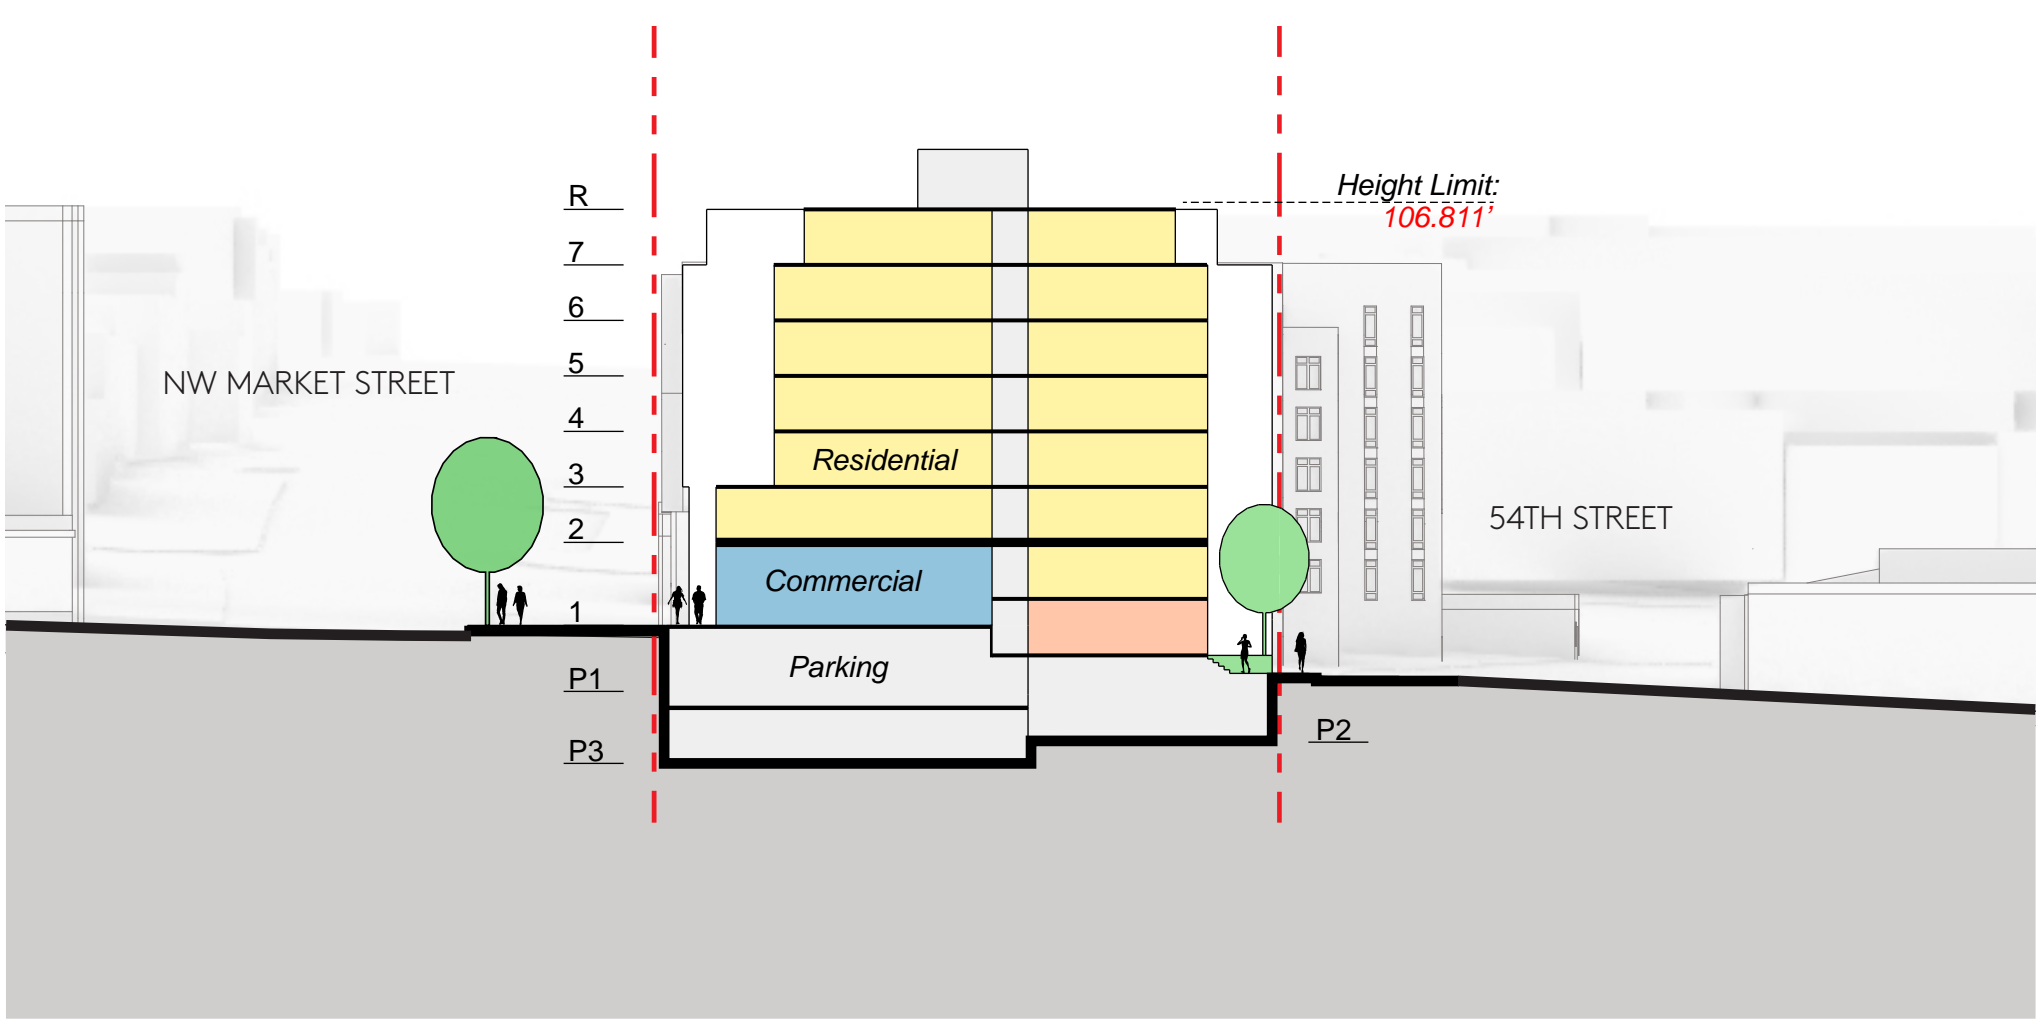 Height Limit:
R
106.811’
7
6
5
NW MARKET STREET
4
Residential
3
54TH STREET
2
Commercial
1
Parking
P1
P2
P3